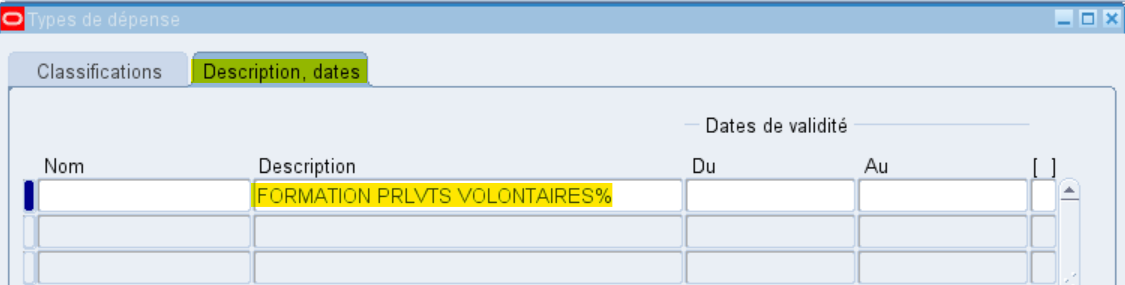 Types de dépense
Classifications
Description, dates
Dates de validité
Nom Description Du Au [ ]
FORMATION PRLVTS VOLONTAIRES%